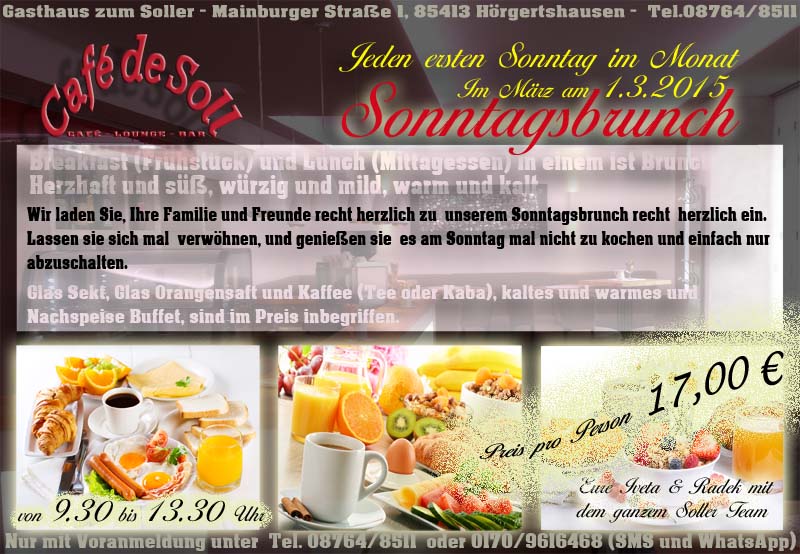 Gasthaus zum Soller - Mainburger Straße 1, 85413 Hörgertshausen - Tel.08764/8511
Café de Soll
CAFÉ - LOUNGE - BAR
Jeden ersten Sonntag im Monat
Im März am 1.3.2015
Sonntagsbrunch
Breakfast (Frühstück) und Lunch (Mittagessen) in einem ist Brunch
Herzhaft und süß, würzig und mild, warm und kalt
Wir laden Sie, Ihre Familie und Freunde recht herzlich zu unserem Sonntagsbrunch recht herzlich ein.
Lassen sie sich mal verwöhnen, und genießen sie es am Sonntag mal nicht zu kochen und einfach nur
abzuschalten.
Glas Sekt, Glas Orangensaft und Kaffee (Tee oder Kaba), kaltes und warmes und
Nachspeise Buffet, sind im Preis inbegriffen.
Preis pro Person 17,00 €
von 9.30 bis 13.30 Uhr
Eure Iveta & Radek mit
dem ganzem Soller Team
Nur mit Voranmeldung unter Tel. 08764/8511 oder 0170/9616468 (SMS und WhatsApp)